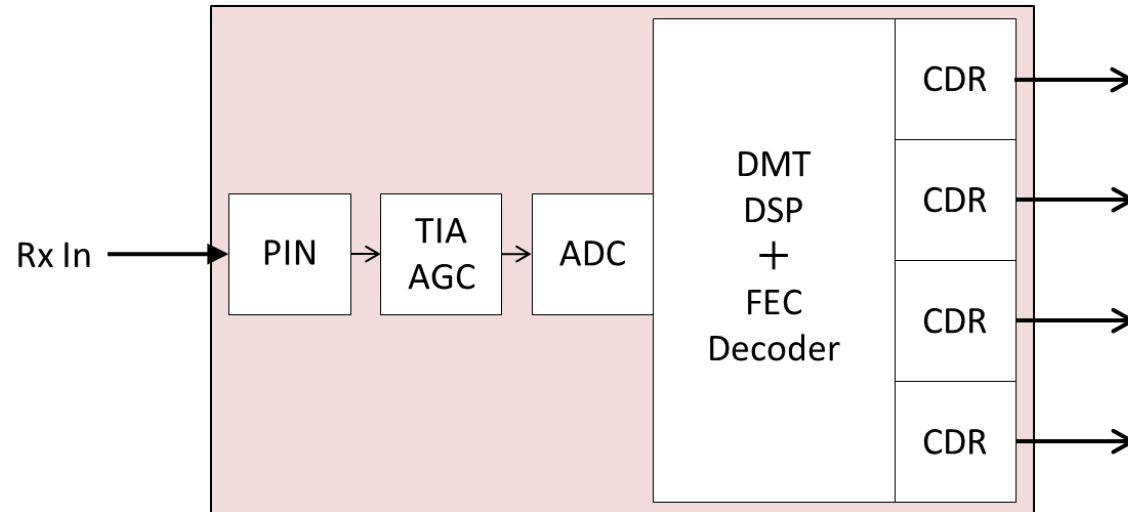 Rx In
PIN
TIA
AGC
ADC
DMT
DSP
+
FEC
Decoder
CDR
CDR
CDR
CDR